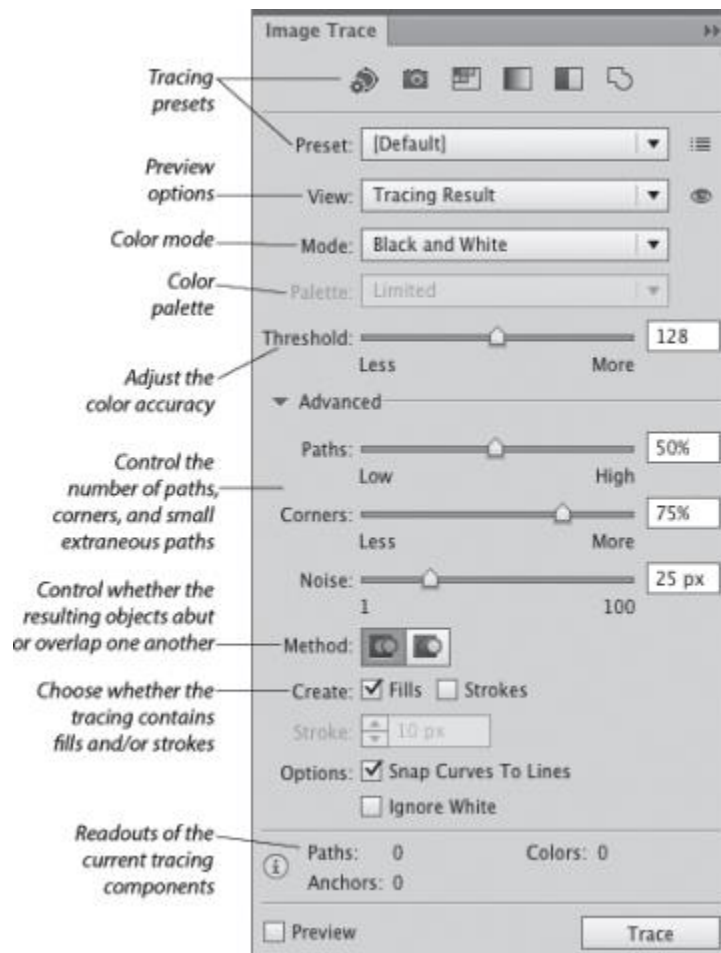 Image Trace
Tracing
presets
Preset: [Default]
Preview
options
View: Tracing Result
Color mode
Mode: Black and White
Color
palette
Palette: Limited
Threshold: 128
Less More
Adjust the
color accuracy
Advanced
Paths: 50%
Low High
Control the
number of paths,
corners, and small
extraneous paths
Corners: 75%
Less More
Noise: 25 px
1 100
Control whether the
resulting objects abut
or overlap one another
Method:
Choose whether the
tracing contains
fills and/or strokes
Create: Fills Strokes
Stroke: 10 px
Options: Snap Curves To Lines
Ignore White
Readouts of the
current tracing
components
Paths: 0 Colors: 0
Anchors: 0
Preview Trace